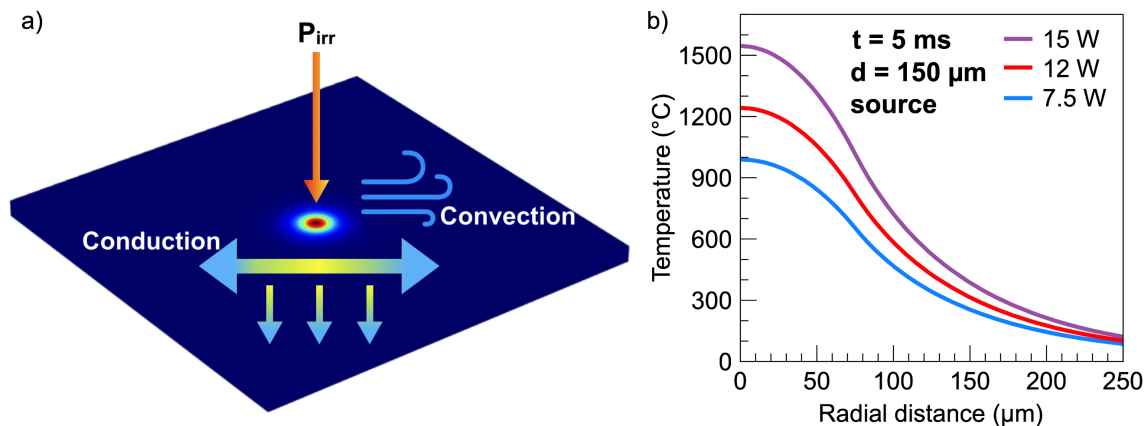 a)
P_irr
Convection
Conduction
b)
t = 5 ms
d = 150 µm
source
15 W
12 W
7.5 W
Temperature (°C)
1500
1200
900
600
300
0
0 50 100 150 200 250
Radial distance (µm)